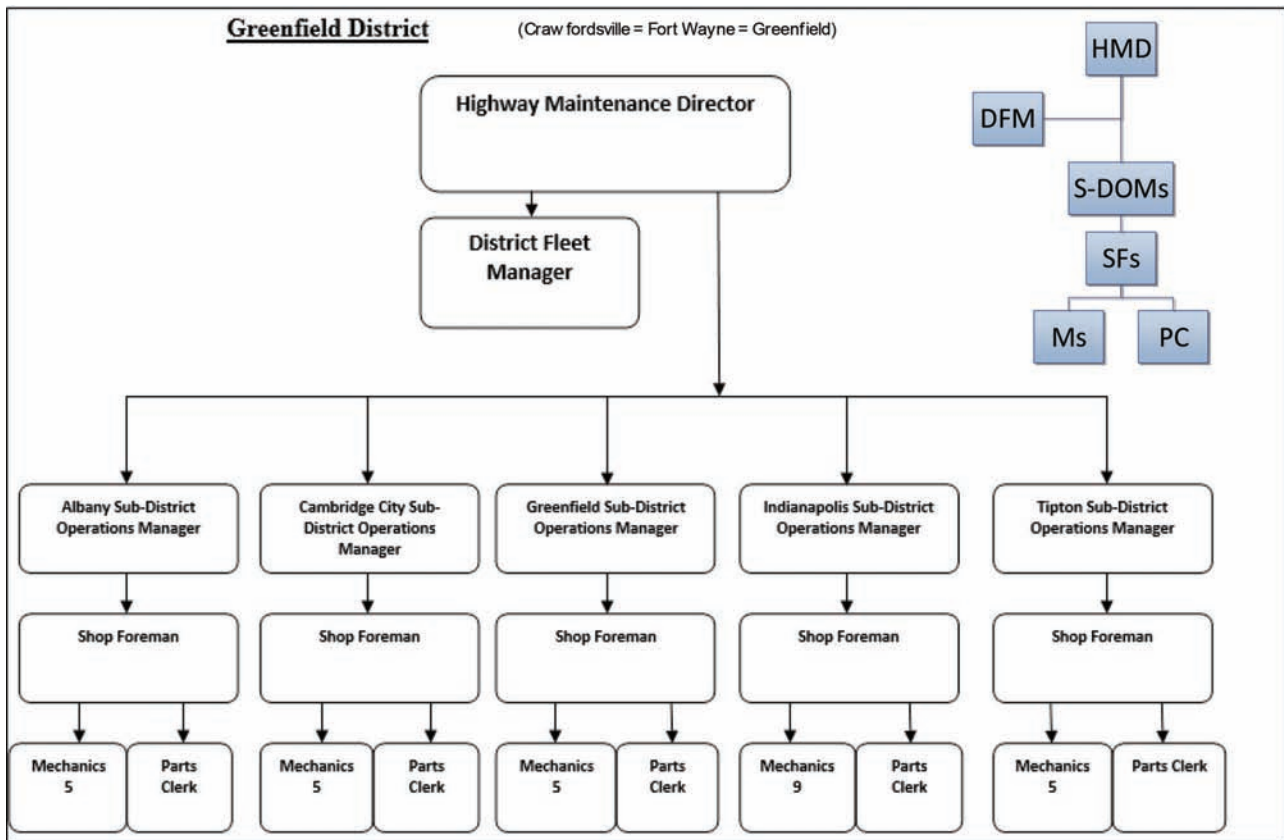 Greenfield District
(Craw fordsville = Fort Wayne = Greenfield)
HMD
DFM
S-DOMs
SFs
Ms
PC
Highway Maintenance Director
District Fleet
Manager
Albany Sub-District
Operations Manager
Cambridge City Sub-
District Operations
Manager
Greenfield Sub-District
Operations Manager
Indianapolis Sub-District
Operations Manager
Tipton Sub-District
Operations Manager
Shop Foreman
Shop Foreman
Shop Foreman
Shop Foreman
Shop Foreman
Mechanics
5
Parts
Clerk
Mechanics
5
Parts
Clerk
Mechanics
5
Parts
Clerk
Mechanics
9
Parts
Clerk
Mechanics
5
Parts Clerk